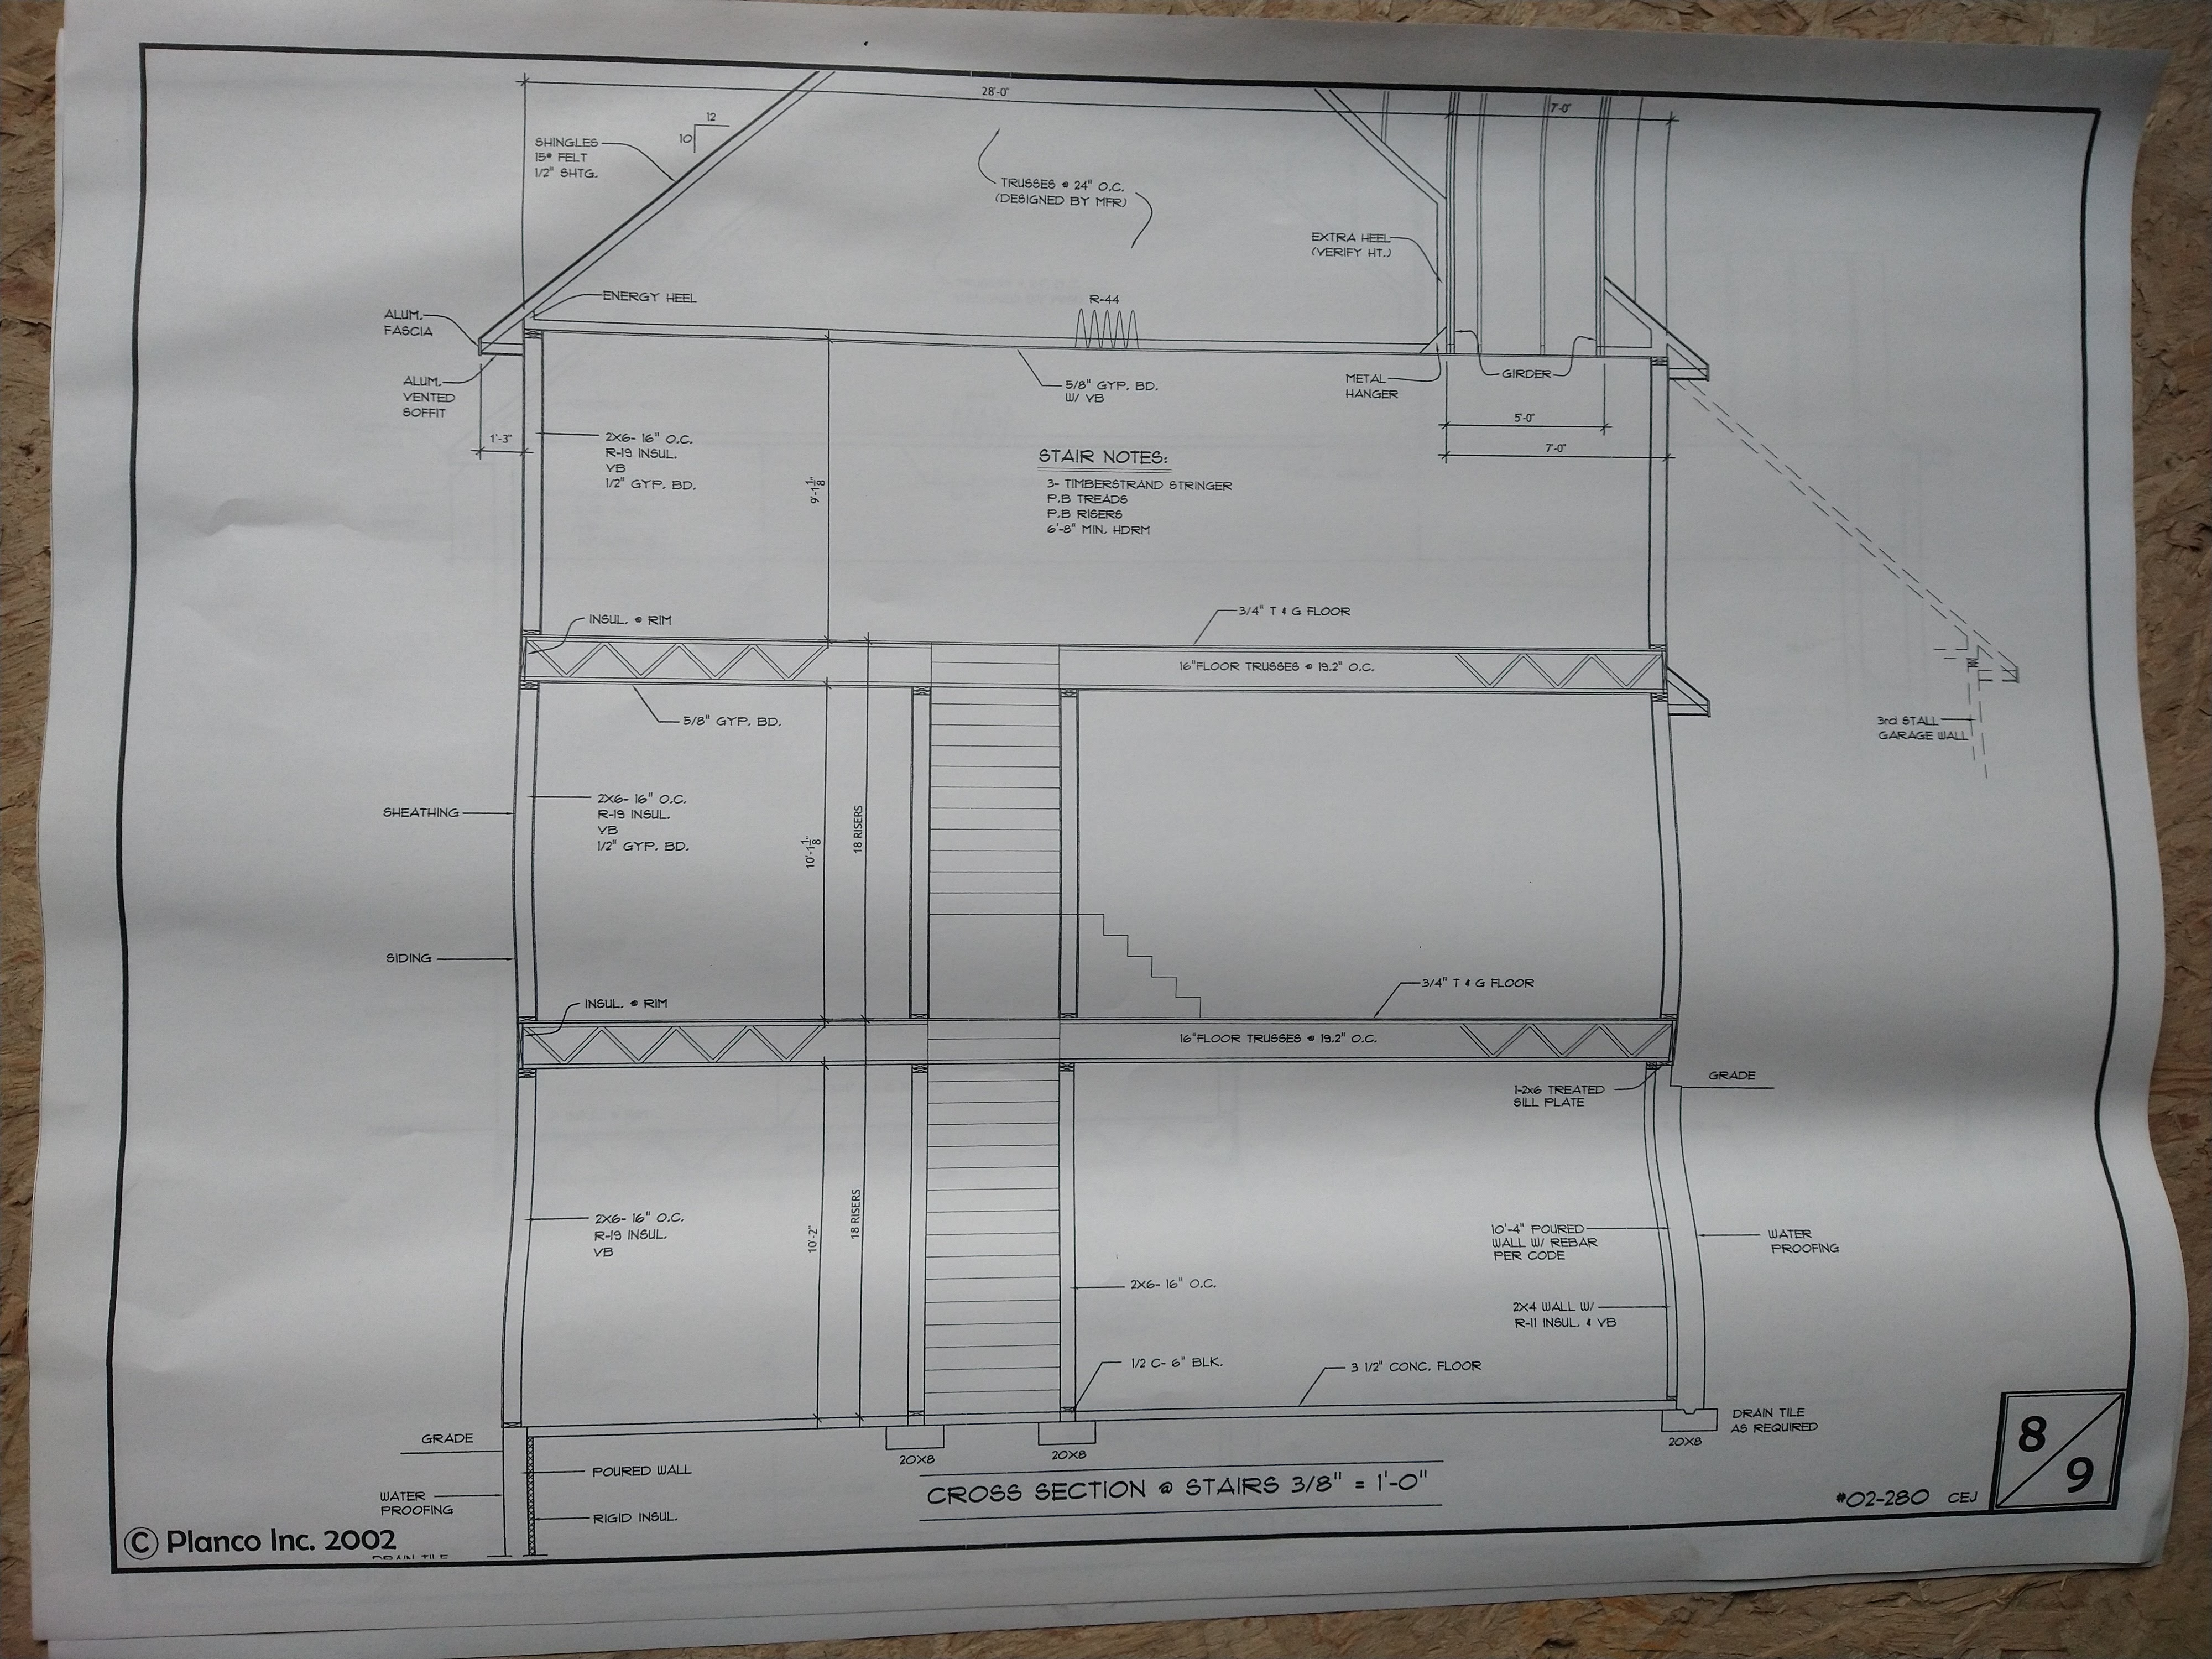 28'-0"
7'-0"
12
10
SHINGLES
15# FELT
1/2" SHTG.
TRUSSES @ 24" O.C.
(DESIGNED BY MFR)
EXTRA HEEL
(VERIFY HT.)
ENERGY HEEL
R-44
ALUM.
FASCIA
ALUM.
VENTED
SOFFIT
5/8" GYP. BD.
W/ VB
METAL
HANGER
GIRDER
5'-0"
7'-0"
1'-3"
2X6- 16" O.C.
R-19 INSUL.
VB
1/2" GYP. BD.
9'-1 1/8"
STAIR NOTES:
3- TIMBERSTRAND STRINGER
P.B TREADS
P.B RISERS
6'-8" MIN. HDRM
INSUL. @ RIM
3/4" T & G FLOOR
16"FLOOR TRUSSES @ 19.2" O.C.
5/8" GYP. BD.
3rd STALL
GARAGE WALL
SHEATHING
2X6- 16" O.C.
R-19 INSUL.
VB
1/2" GYP. BD.
10'-1 1/8"
18 RISERS
SIDING
INSUL. @ RIM
3/4" T & G FLOOR
16"FLOOR TRUSSES @ 19.2" O.C.
1-2x6 TREATED
SILL PLATE
GRADE
2X6- 16" O.C.
R-19 INSUL.
VB
10'-2"
18 RISERS
10'-4" POURED
WALL W/ REBAR
PER CODE
WATER
PROOFING
2X6- 16" O.C.
2X4 WALL W/
R-11 INSUL. & VB
1/2 C- 6" BLK.
3 1/2" CONC. FLOOR
DRAIN TILE
AS REQUIRED
GRADE
20X8
20X8
20X8
POURED WALL
WATER
PROOFING
RIGID INSUL.
CROSS SECTION @ STAIRS 3/8" = 1'-0"
8
9
#02-280 CEJ
© Planco Inc. 2002
DRAIN TILE